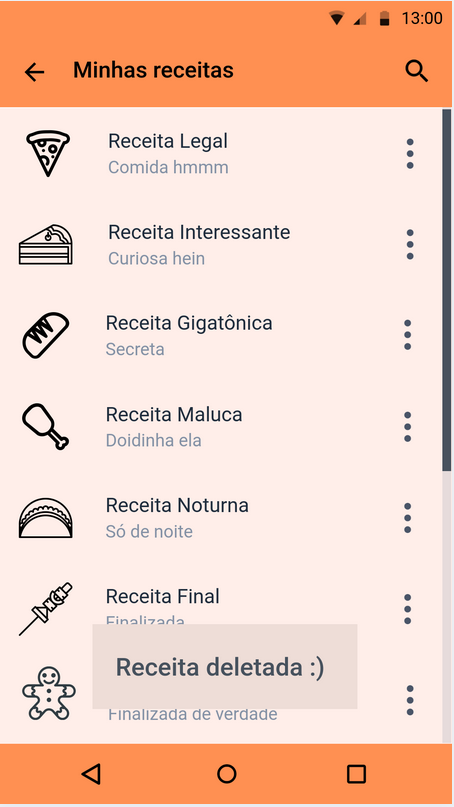 13:00
Minhas receitas
Receita Legal
Comida hmmm
Receita Interessante
Curiosa hein
Receita Gigatônica
Secreta
Receita Maluca
Doidinha ela
Receita Noturna
Só de noite
Receita Final
Finalizada
Receita deletada :)
Finalizada de verdade